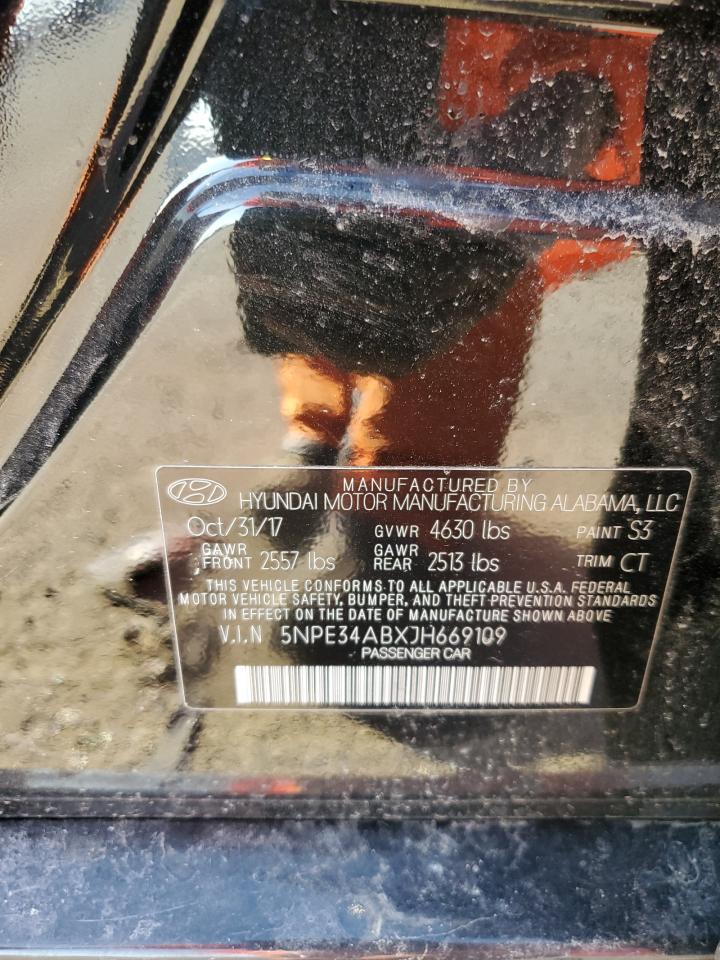 MANUFACTURED BY
HYUNDAI MOTOR MANUFACTURING ALABAMA, LLC
Oct/31/17 GVWR 4630 lbs PAINT S3
GAWR FRONT 2557 lbs GAWR REAR 2513 lbs TRIM CT
THIS VEHICLE CONFORMS TO ALL APPLICABLE U.S.A. FEDERAL
MOTOR VEHICLE SAFETY, BUMPER, AND THEFT PREVENTION STANDARDS
IN EFFECT ON THE DATE OF MANUFACTURE SHOWN ABOVE
V.I.N 5NPE34ABXJH669109
PASSENGER CAR